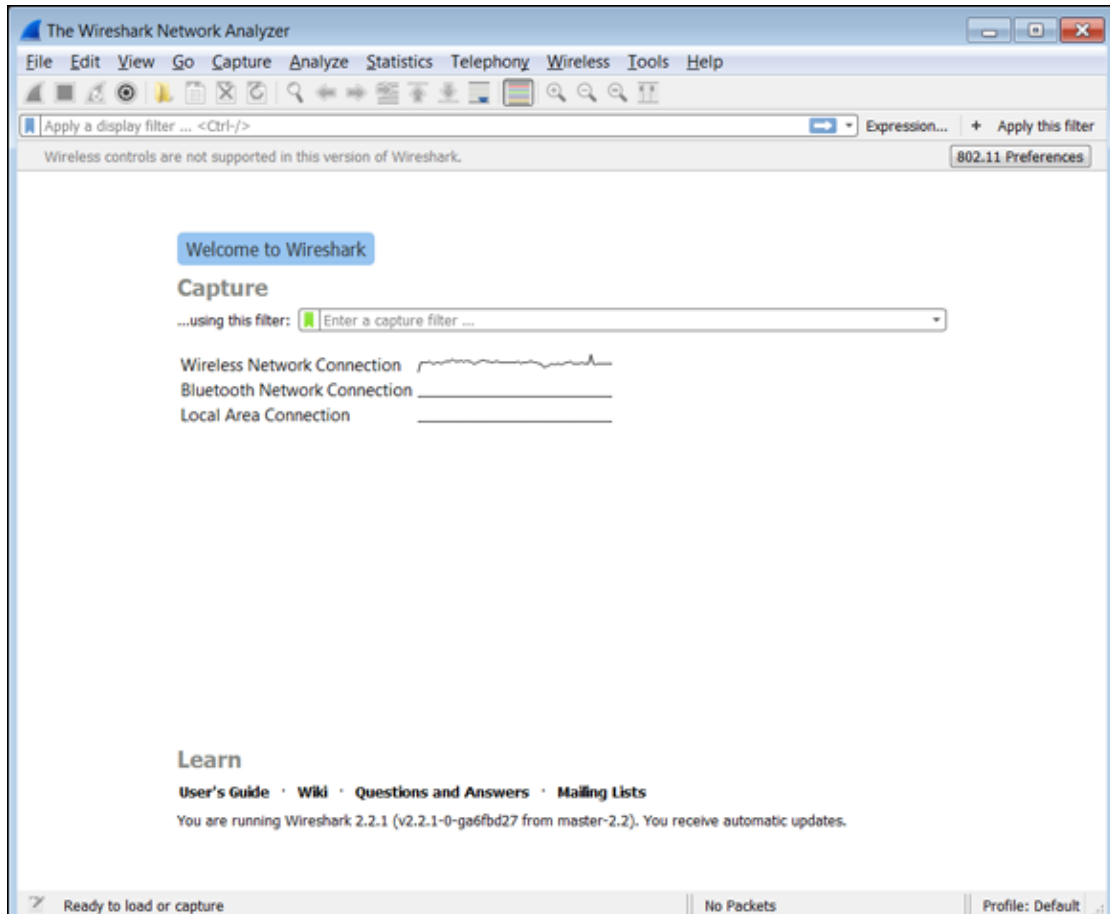 The Wireshark Network Analyzer
File Edit View Go Capture Analyze Statistics Telephony Wireless Tools Help
Apply a display filter ... <Ctrl-/> Expression... + Apply this filter
Wireless controls are not supported in this version of Wireshark. 802.11 Preferences
Welcome to Wireshark
Capture
...using this filter: Enter a capture filter ...
Wireless Network Connection
Bluetooth Network Connection
Local Area Connection
Learn
User's Guide · Wiki · Questions and Answers · Mailing Lists
You are running Wireshark 2.2.1 (v2.2.1-0-ga6fbd27 from master-2.2). You receive automatic updates.
Ready to load or capture No Packets Profile: Default